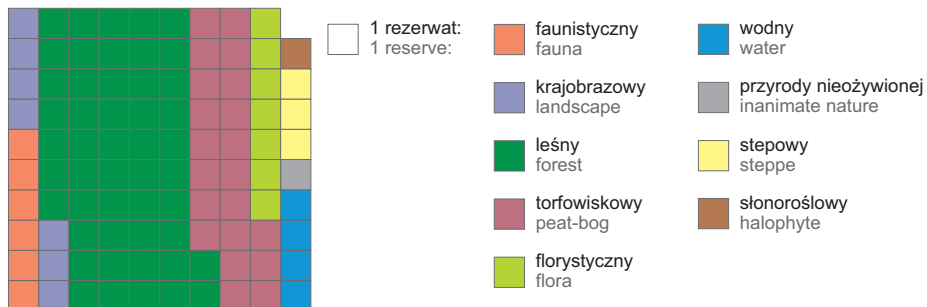 1 rezerwat:
1 reserve:
faunistyczny
fauna
krajobrazowy
landscape
leśny
forest
torfowiskowy
peat-bog
florystyczny
flora
wodny
water
przyrody nieożywionej
inanimate nature
stepowy
steppe
słonoroślowy
halophyte